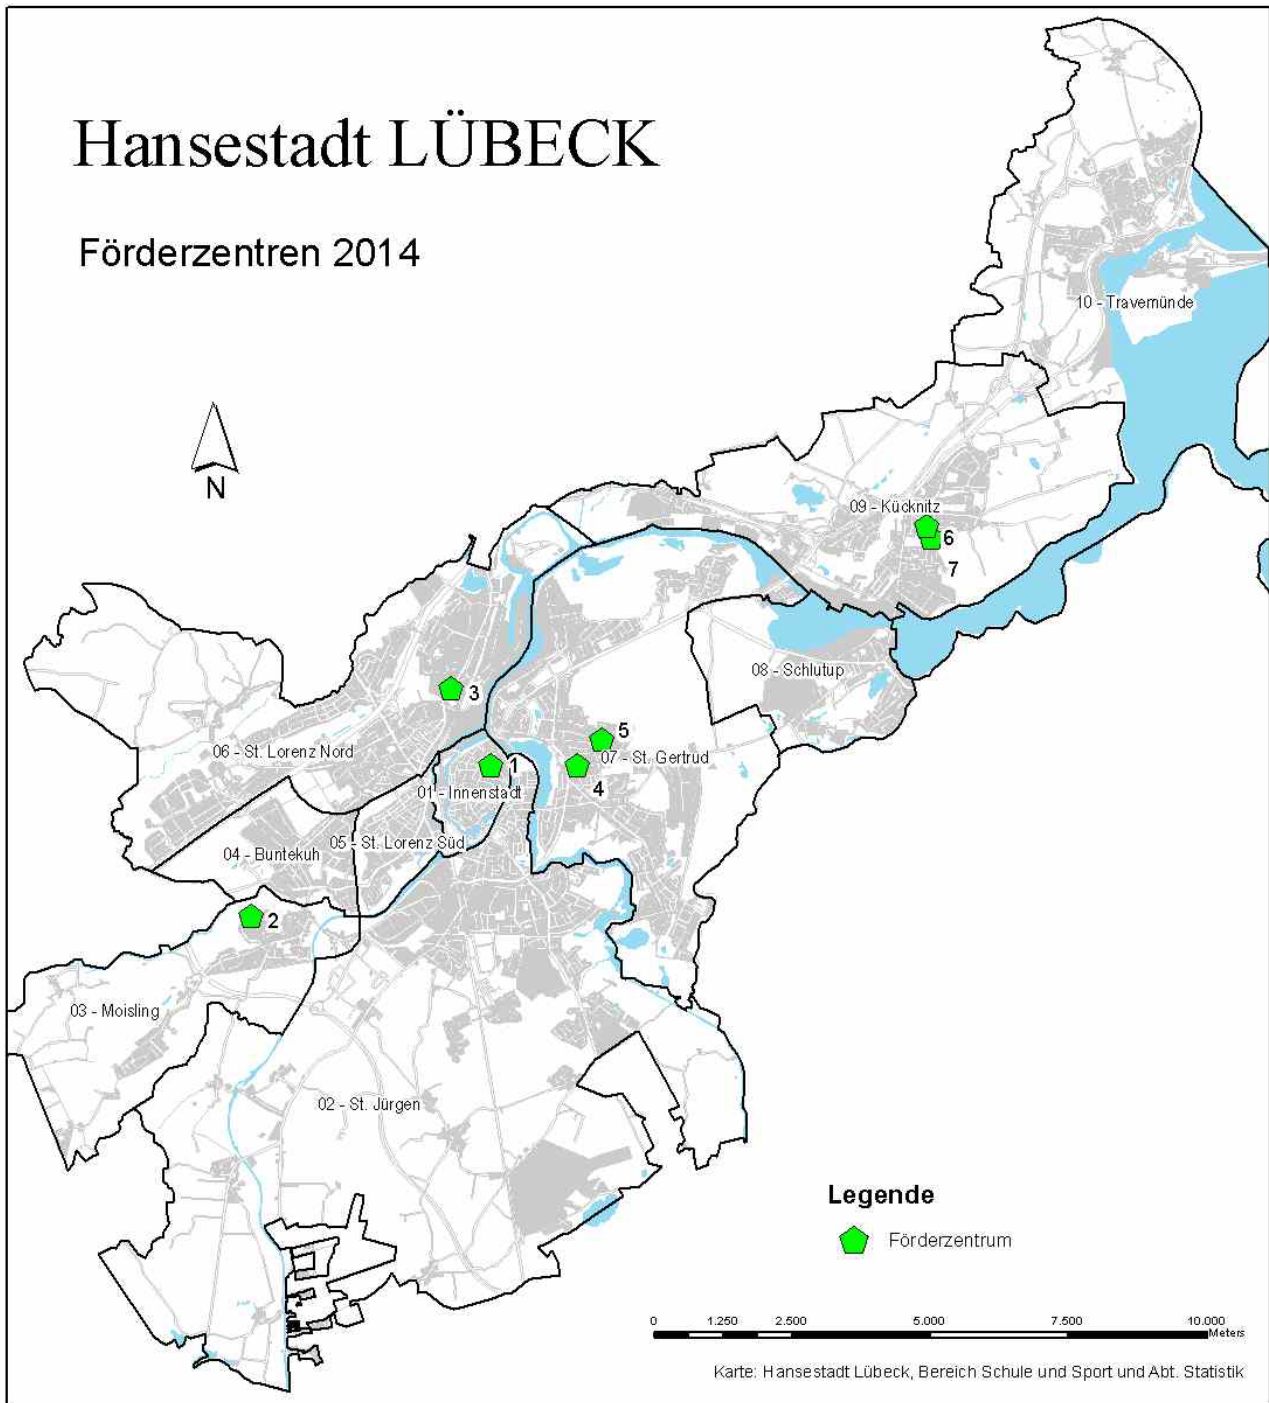 Hansestadt LÜBECK
Förderzentren 2014
N
10 - Travemünde
09 - Kücknitz
6
7
08 - Schlutup
3
06 - St. Lorenz Nord
5
07 - St. Gertrud
1
4
01 - Innenstadt
05 - St. Lorenz Süd
04 - Buntekuh
2
03 - Moisling
02 - St. Jürgen
Legende
Förderzentrum
0 1.250 2.500 5.000 7.500 10.000
Meters
Karte: Hansestadt Lübeck, Bereich Schule und Sport und Abt. Statistik